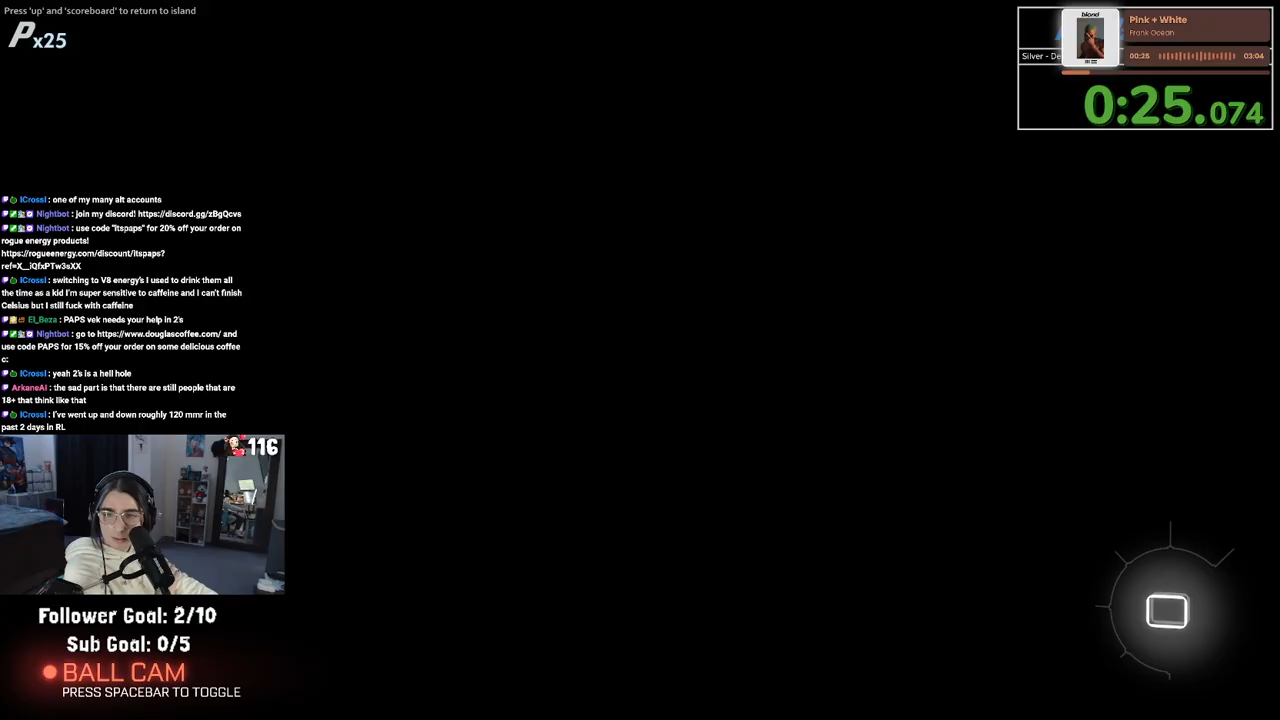 Press 'up' and 'scoreboard' to return to island
P x25
Pink + White
blond
Frank Ocean
00:25
03:04
Silver - De
0:25.074
ICrossI : one of my many alt accounts
Nightbot : join my discord! https://discord.gg/zBgQcvs
Nightbot : use code "itspaps" for 20% off your order on
rogue energy products!
https://rogueenergy.com/discount/itspaps?
ref=X__iQfxPTw3sXX
ICrossI : switching to V8 energy's I used to drink them all
the time as a kid I'm super sensitive to caffeine and I can't finish
Celsius but I still fuck with caffeine
El_Beza : PAPS vek needs your help in 2's
Nightbot : go to https://www.douglascoffee.com/ and
use code PAPS for 15% off your order on some delicious coffee
c:
ICrossI : yeah 2's is a hell hole
ArkaneAI : the sad part is that there are still people that are
18+ that think like that
ICrossI : I've went up and down roughly 120 mmr in the
past 2 days in RL
116
Follower Goal: 2/10
Sub Goal: 0/5
BALL CAM
PRESS SPACEBAR TO TOGGLE